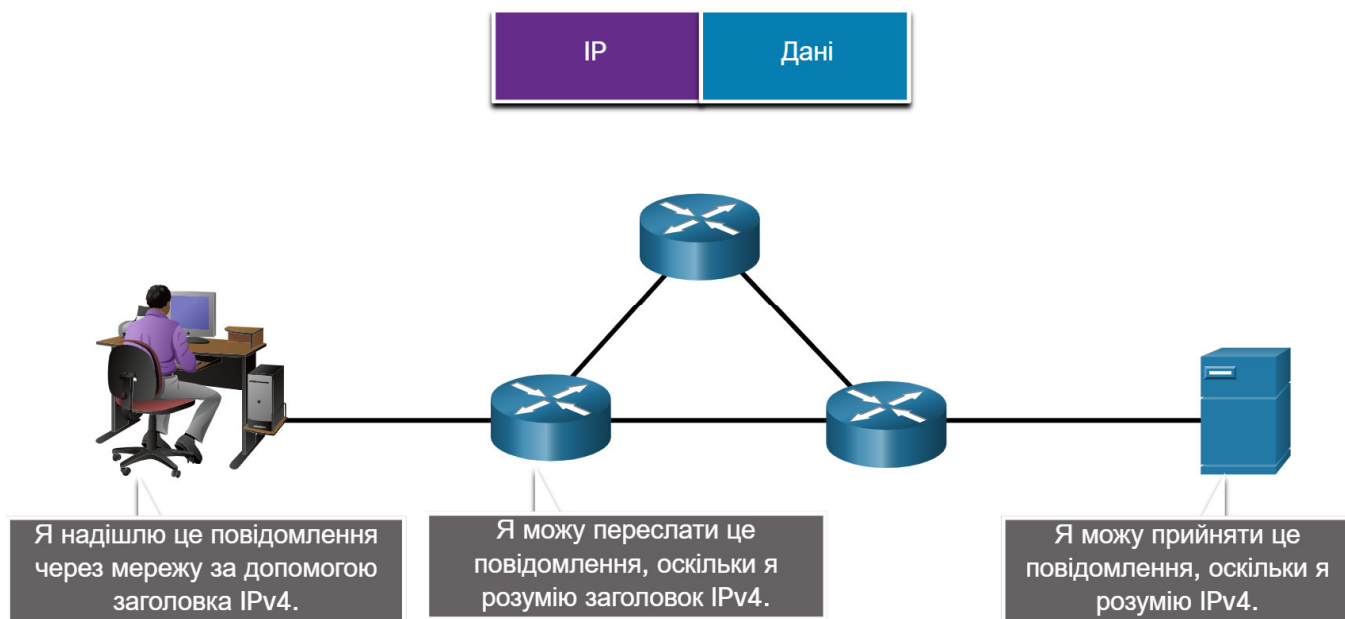 IP
Дані
Я надішлю це повідомлення
через мережу за допомогою
заголовка IPv4.
Я можу переслати це
повідомлення, оскільки я
розумію заголовок IPv4.
Я можу прийняти це
повідомлення, оскільки я
розумію IPv4.